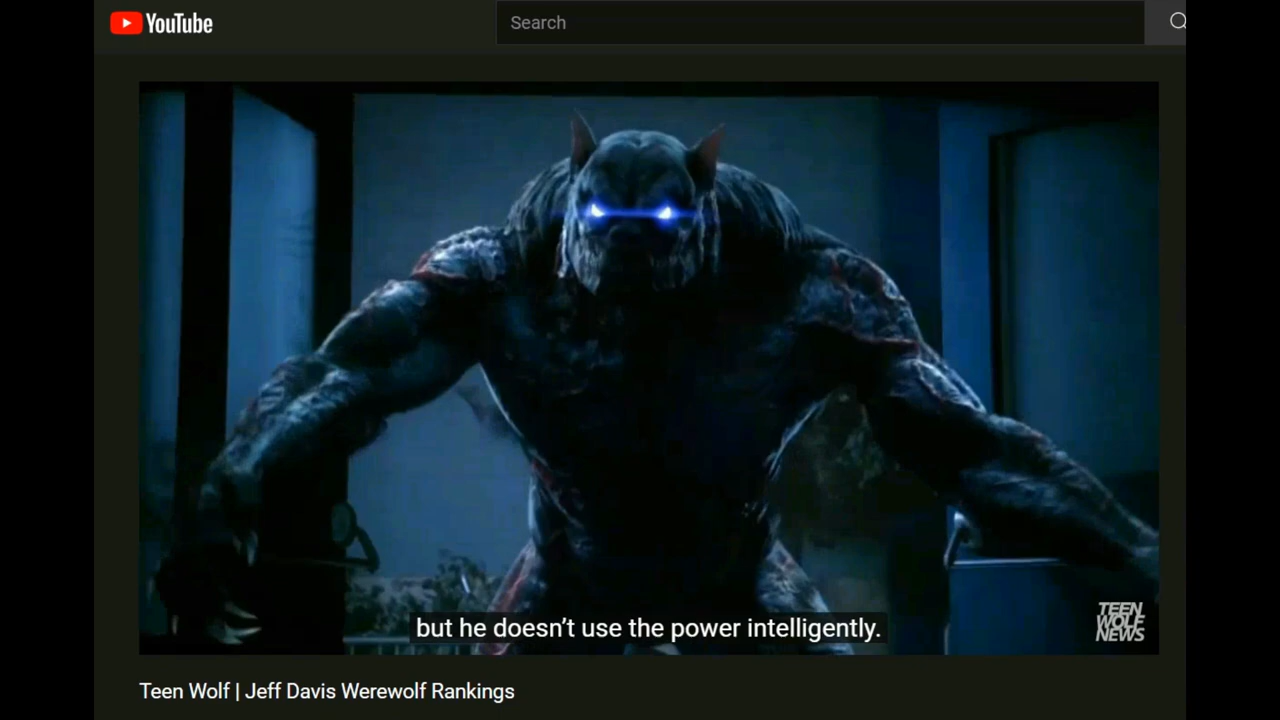 YouTube
Search
but he doesn’t use the power intelligently.
TEEN
WOLF
NEWS
Teen Wolf | Jeff Davis Werewolf Rankings